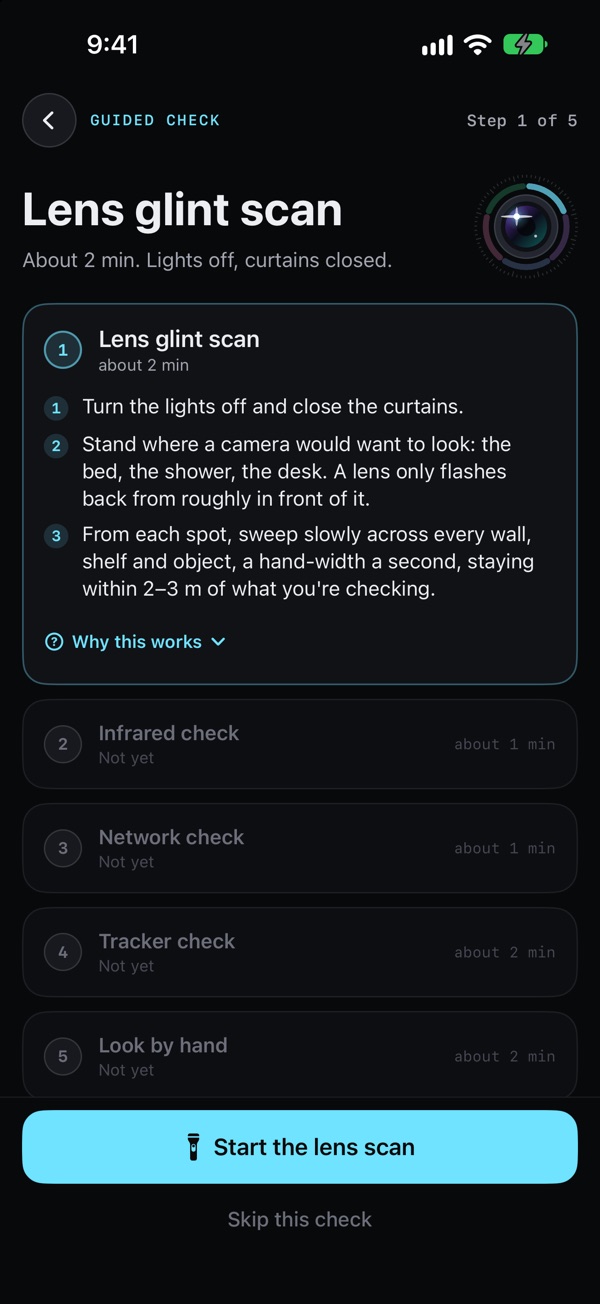 9:41
GUIDED CHECK
Step 1 of 5
Lens glint scan
About 2 min. Lights off, curtains closed.
1
Lens glint scan
about 2 min
1 Turn the lights off and close the curtains.
2 Stand where a camera would want to look: the
bed, the shower, the desk. A lens only flashes
back from roughly in front of it.
3 From each spot, sweep slowly across every wall,
shelf and object, a hand-width a second, staying
within 2–3 m of what you're checking.
? Why this works
2
Infrared check
Not yet
about 1 min
3
Network check
Not yet
about 1 min
4
Tracker check
Not yet
about 2 min
5
Look by hand
Not yet
about 2 min
Start the lens scan
Skip this check